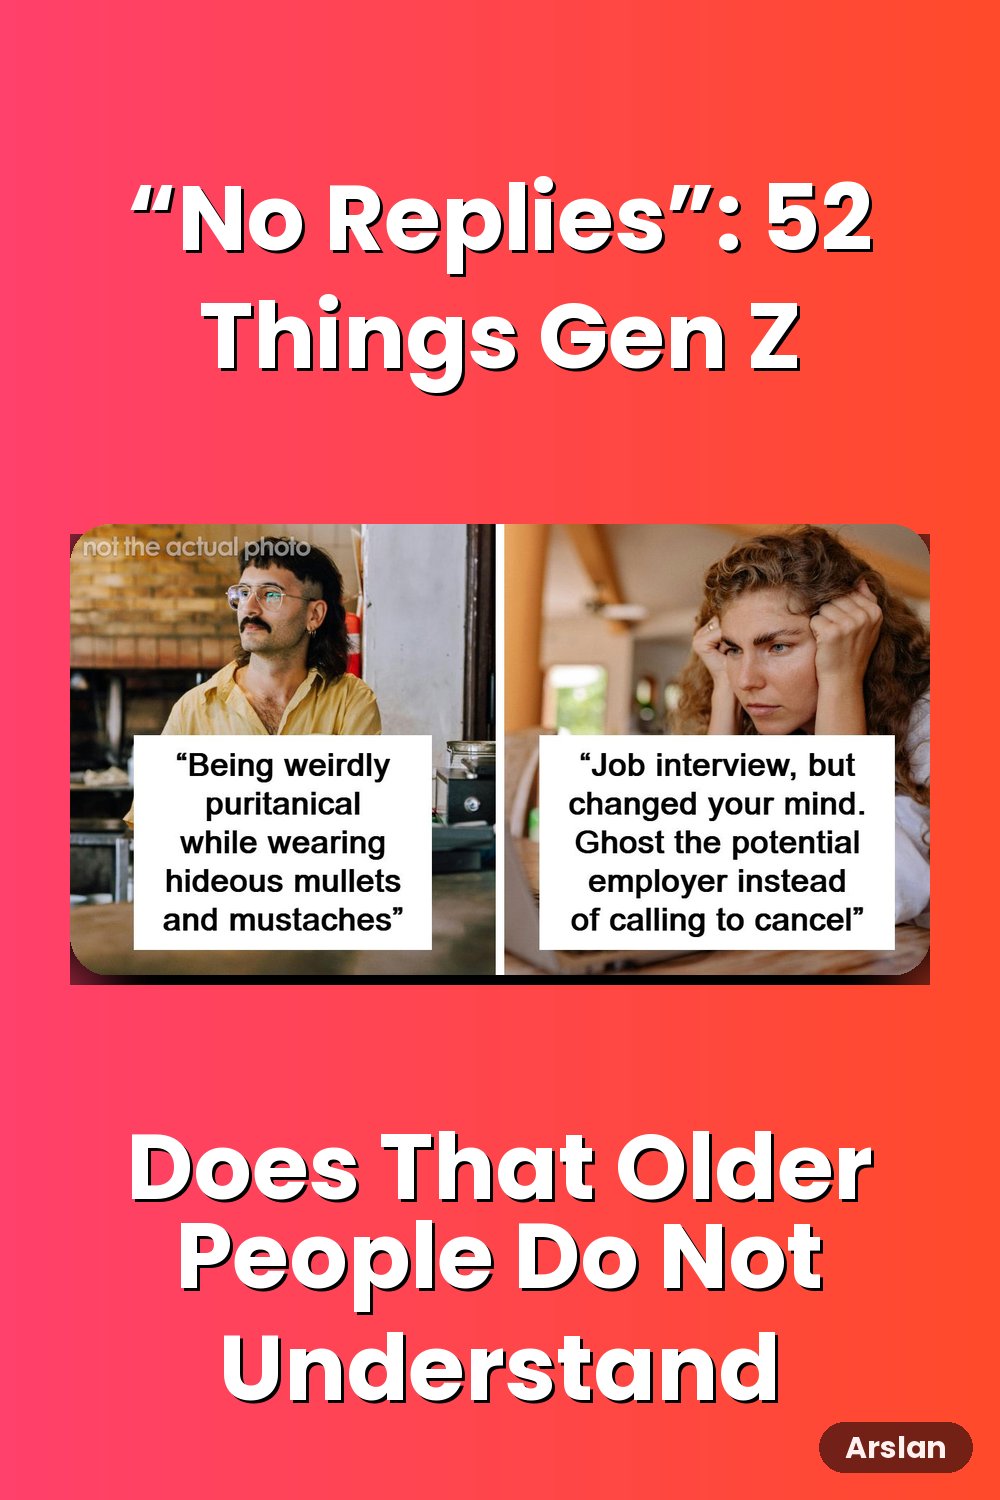 “No Replies”: 52
Things Gen Z
not the actual photo
“Being weirdly
puritanical
while wearing
hideous mullets
and mustaches”
“Job interview, but
changed your mind.
Ghost the potential
employer instead
of calling to cancel”
Does That Older
People Do Not
Understand
Arslan